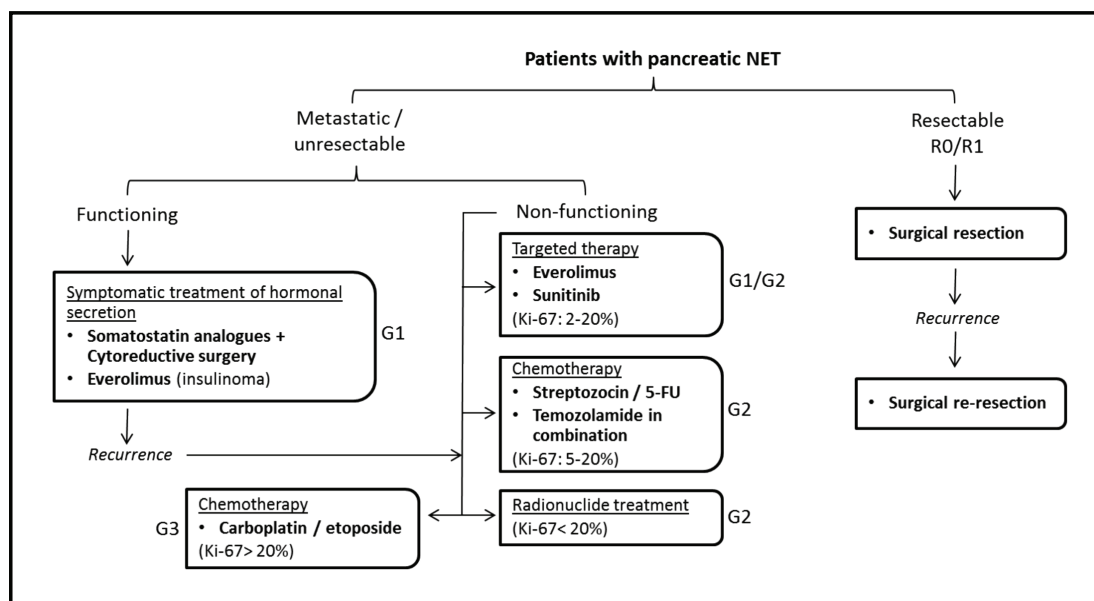 Patients with pancreatic NET
Metastatic /
unresectable
Resectable
R0/R1
Functioning
Non-functioning
Symptomatic treatment of hormonal
secretion
• Somatostatin analogues +
Cytoreductive surgery
• Everolimus (insulinoma)
G1
Recurrence
Targeted therapy
• Everolimus
• Sunitinib
(Ki-67: 2-20%)
G1/G2
Chemotherapy
• Streptozocin / 5-FU
• Temozolamide in
combination
(Ki-67: 5-20%)
G2
Chemotherapy
• Carboplatin / etoposide
(Ki-67> 20%)
G3
Radionuclide treatment
(Ki-67< 20%)
G2
• Surgical resection
Recurrence
• Surgical re-resection